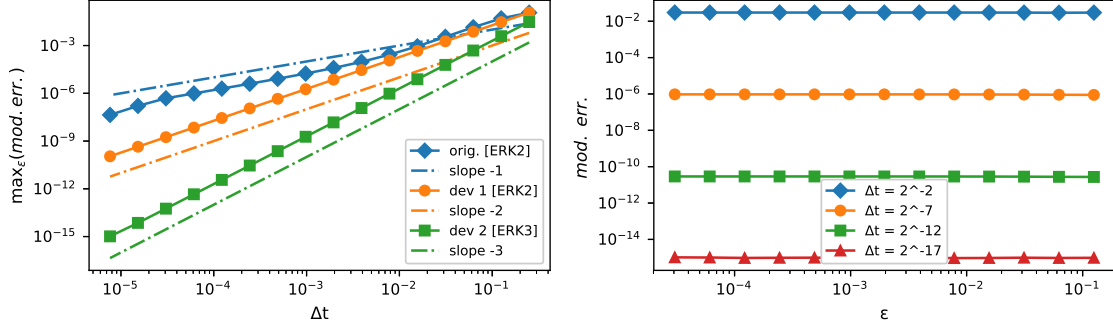 max_ε(mod. err.)
10^-3
10^-6
10^-9
10^-12
10^-15
orig. [ERK2]
slope -1
dev 1 [ERK2]
slope -2
dev 2 [ERK3]
slope -3
10^-5 10^-4 10^-3 10^-2 10^-1
Δt
mod. err.
10^-2
10^-4
10^-6
10^-8
10^-10
10^-12
10^-14
Δt = 2^-2
Δt = 2^-7
Δt = 2^-12
Δt = 2^-17
10^-4 10^-3 10^-2 10^-1
ε